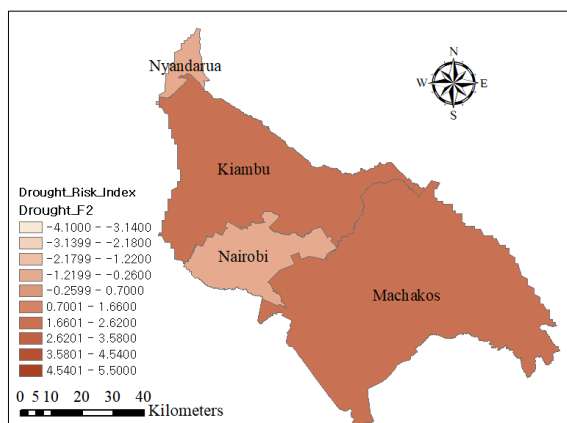 Nyandarua
N
W E
S
Kiambu
Nairobi
Machakos
Drought_Risk_Index
Drought_F2
-4.1000 - -3.1400
-3.1399 - -2.1800
-2.1799 - -1.2200
-1.2199 - -0.2600
-0.2599 - 0.7000
0.7001 - 1.6600
1.6601 - 2.6200
2.6201 - 3.5800
3.5801 - 4.5400
4.5401 - 5.5000
0 5 10 20 30 40
Kilometers